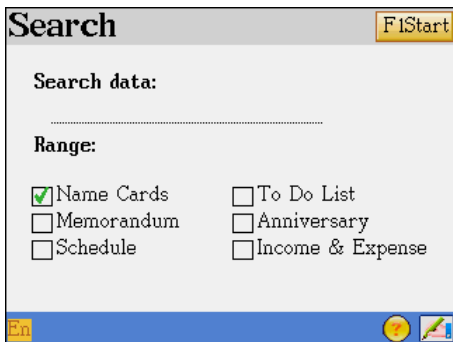 Search F1Start
Search data:
Range:
Name Cards To Do List
Memorandum Anniversary
Schedule Income & Expense
En ?